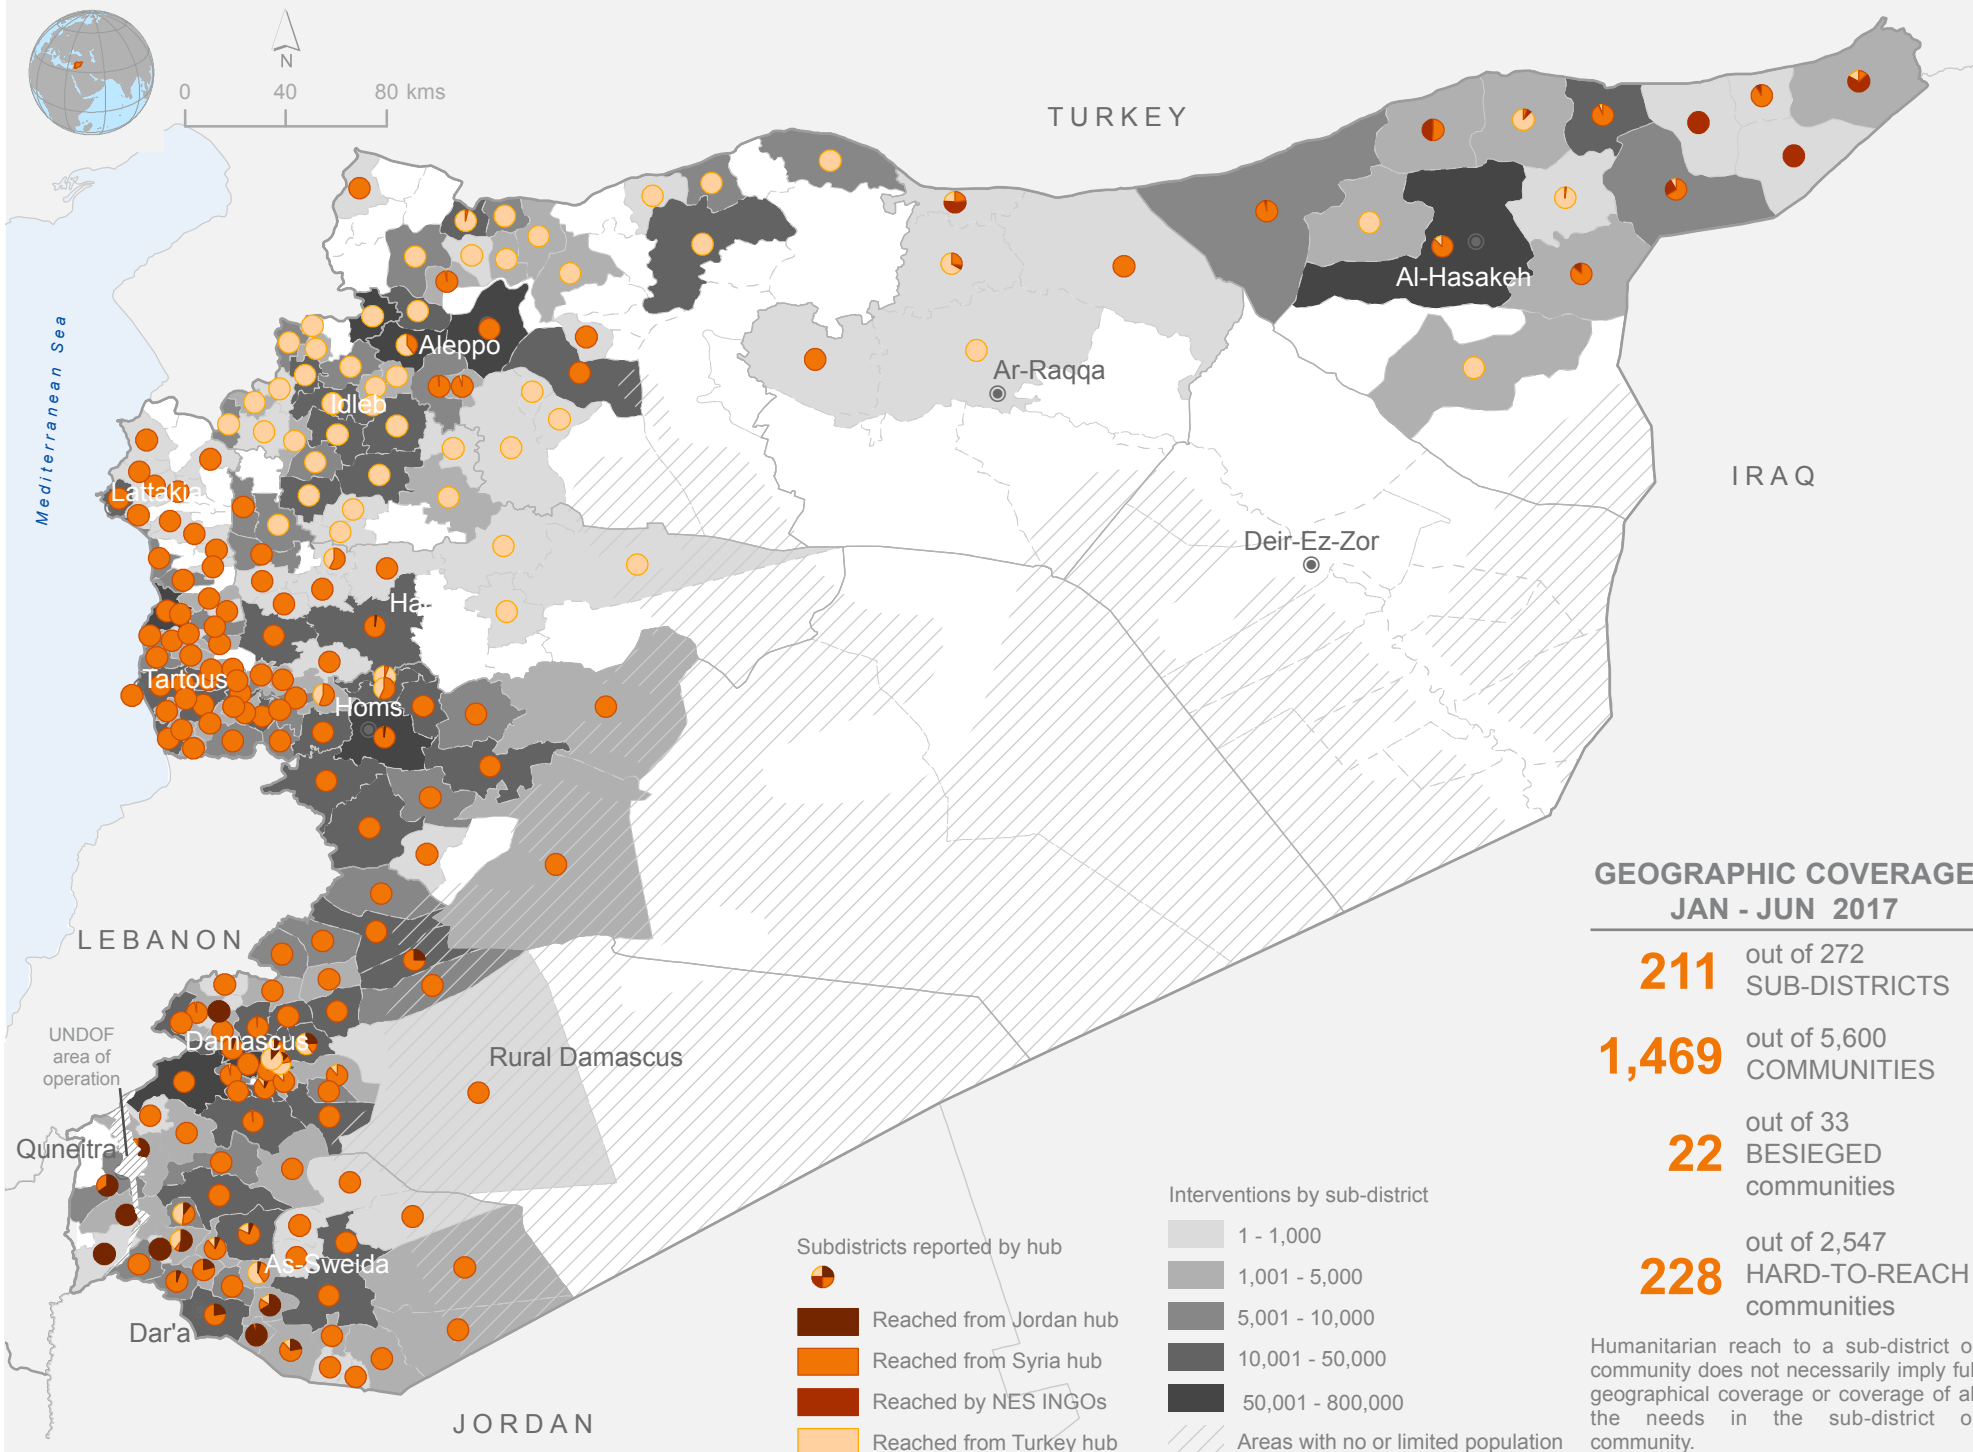 N
0 40 80 kms
TURKEY
Mediterranean Sea
Al-Hasakeh
Aleppo
Ar-Raqqa
Idleb
IRAQ
Lattakia
Deir-Ez-Zor
Ha
Tartous
Homs
GEOGRAPHIC COVERAGE
JAN - JUN 2017
LEBANON
211 out of 272
SUB-DISTRICTS
UNDOF
area of
operation
Damascus
Rural Damascus
1,469 out of 5,600
COMMUNITIES
Quneitra
22 out of 33
BESIEGED
communities
228 out of 2,547
HARD-TO-REACH
communities
As-Sweida
Dar'a
JORDAN
Subdistricts reported by hub
Reached from Jordan hub
Reached from Syria hub
Reached by NES INGOs
Reached from Turkey hub
Interventions by sub-district
1 - 1,000
1,001 - 5,000
5,001 - 10,000
10,001 - 50,000
50,001 - 800,000
Areas with no or limited population
Humanitarian reach to a sub-district o
community does not necessarily imply ful
geographical coverage or coverage of al
the needs in the sub-district o
community.